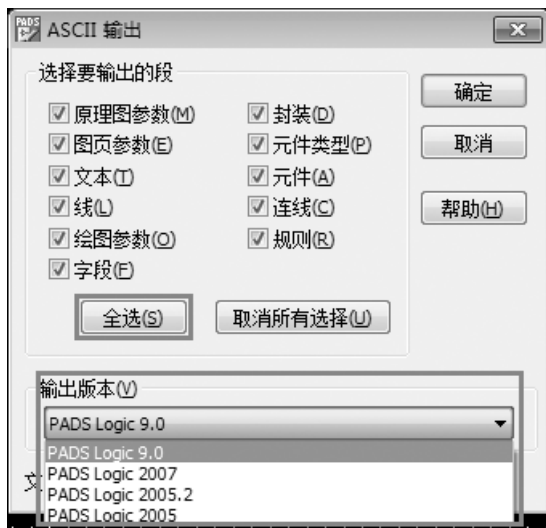 PADS ASCII 输出
选择要输出的段
原理图参数(M)
图页参数(E)
文本(T)
线(L)
绘图参数(O)
字段(F)
封装(D)
元件类型(P)
元件(A)
连线(C)
规则(R)
全选(S)
取消所有选择(U)
确定
取消
帮助(H)
输出版本(V)
PADS Logic 9.0
PADS Logic 9.0
PADS Logic 2007
PADS Logic 2005.2
PADS Logic 2005
文